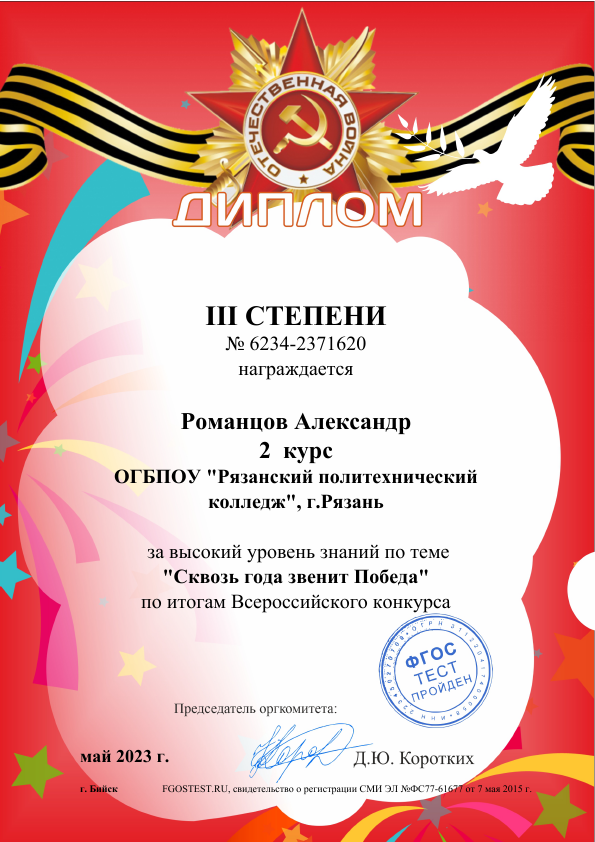 ОТЕЧЕСТВЕННАЯ ВОЙНА
ДИПЛОМ
III СТЕПЕНИ
№ 6234-2371620
награждается
Романцов Александр
2 курс
ОГБПОУ "Рязанский политехнический
колледж", г.Рязань
за высокий уровень знаний по теме
"Сквозь года звенит Победа"
по итогам Всероссийского конкурса
ФГОС
ТЕСТ
ПРОЙДЕН
Председатель оргкомитета:
май 2023 г.
Д.Ю. Коротких
г. Бийск
FGOSTEST.RU, свидетельство о регистрации СМИ ЭЛ №ФС77-61677 от 7 мая 2015 г.